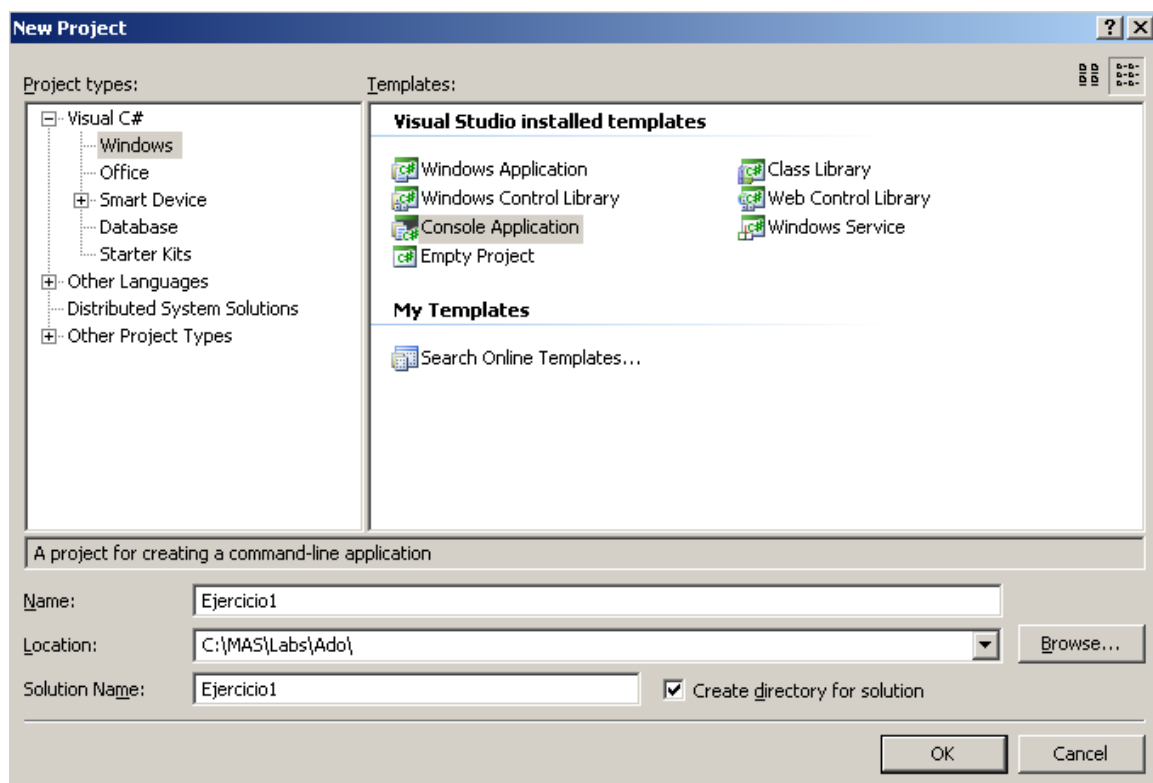 New Project
Project types:
Templates:
Visual C#
Windows
Office
Smart Device
Database
Starter Kits
Other Languages
Distributed System Solutions
Other Project Types
Visual Studio installed templates
Windows Application
Class Library
Windows Control Library
Web Control Library
Console Application
Windows Service
Empty Project
My Templates
Search Online Templates...
A project for creating a command-line application
Name: Ejercicio1
Location: C:\MAS\Labs\Ado\ Browse...
Solution Name: Ejercicio1 Create directory for solution
OK Cancel